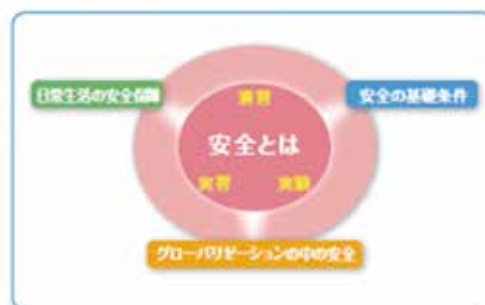 日常生活の安全保障
安全の基礎条件
演習
安全とは
実習
実験
グローバリゼーションの中の安全